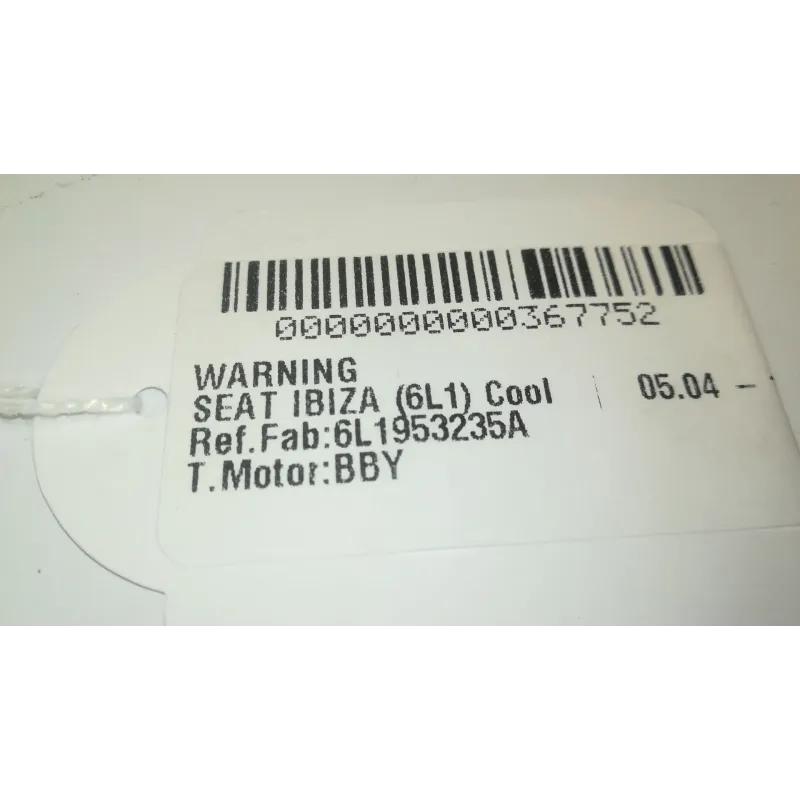 0000000000367752
WARNING
SEAT IBIZA (6L1) Cool | 05.04 -
Ref.Fab:6L1953235A
T.Motor:BBY